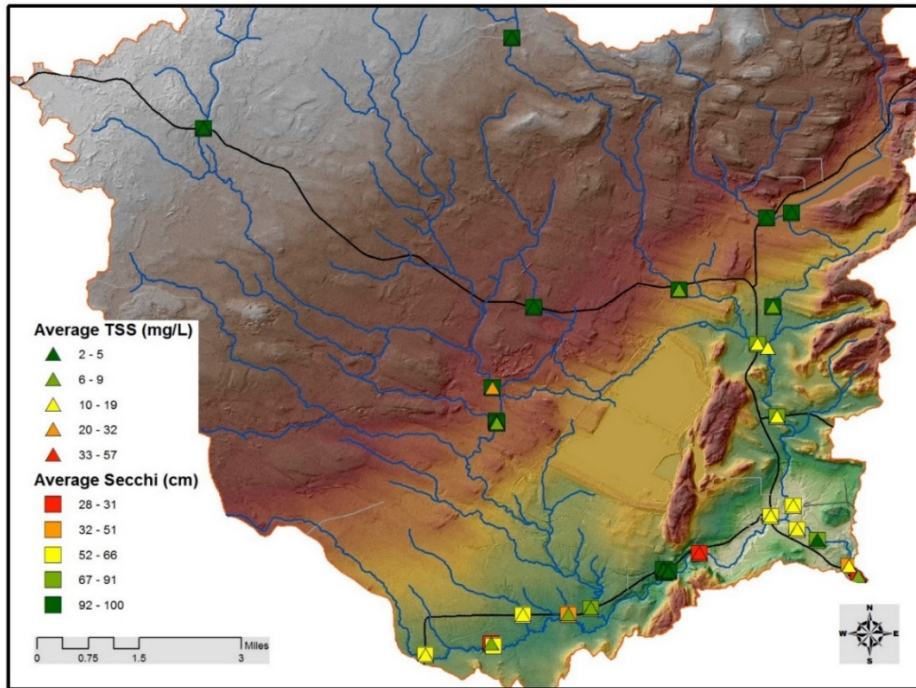 Average TSS (mg/L)
2 - 5
6 - 9
10 - 19
20 - 32
33 - 57
Average Secchi (cm)
28 - 31
32 - 51
52 - 66
67 - 91
92 - 100
Miles
0 0.75 1.5 3
N
W E
S